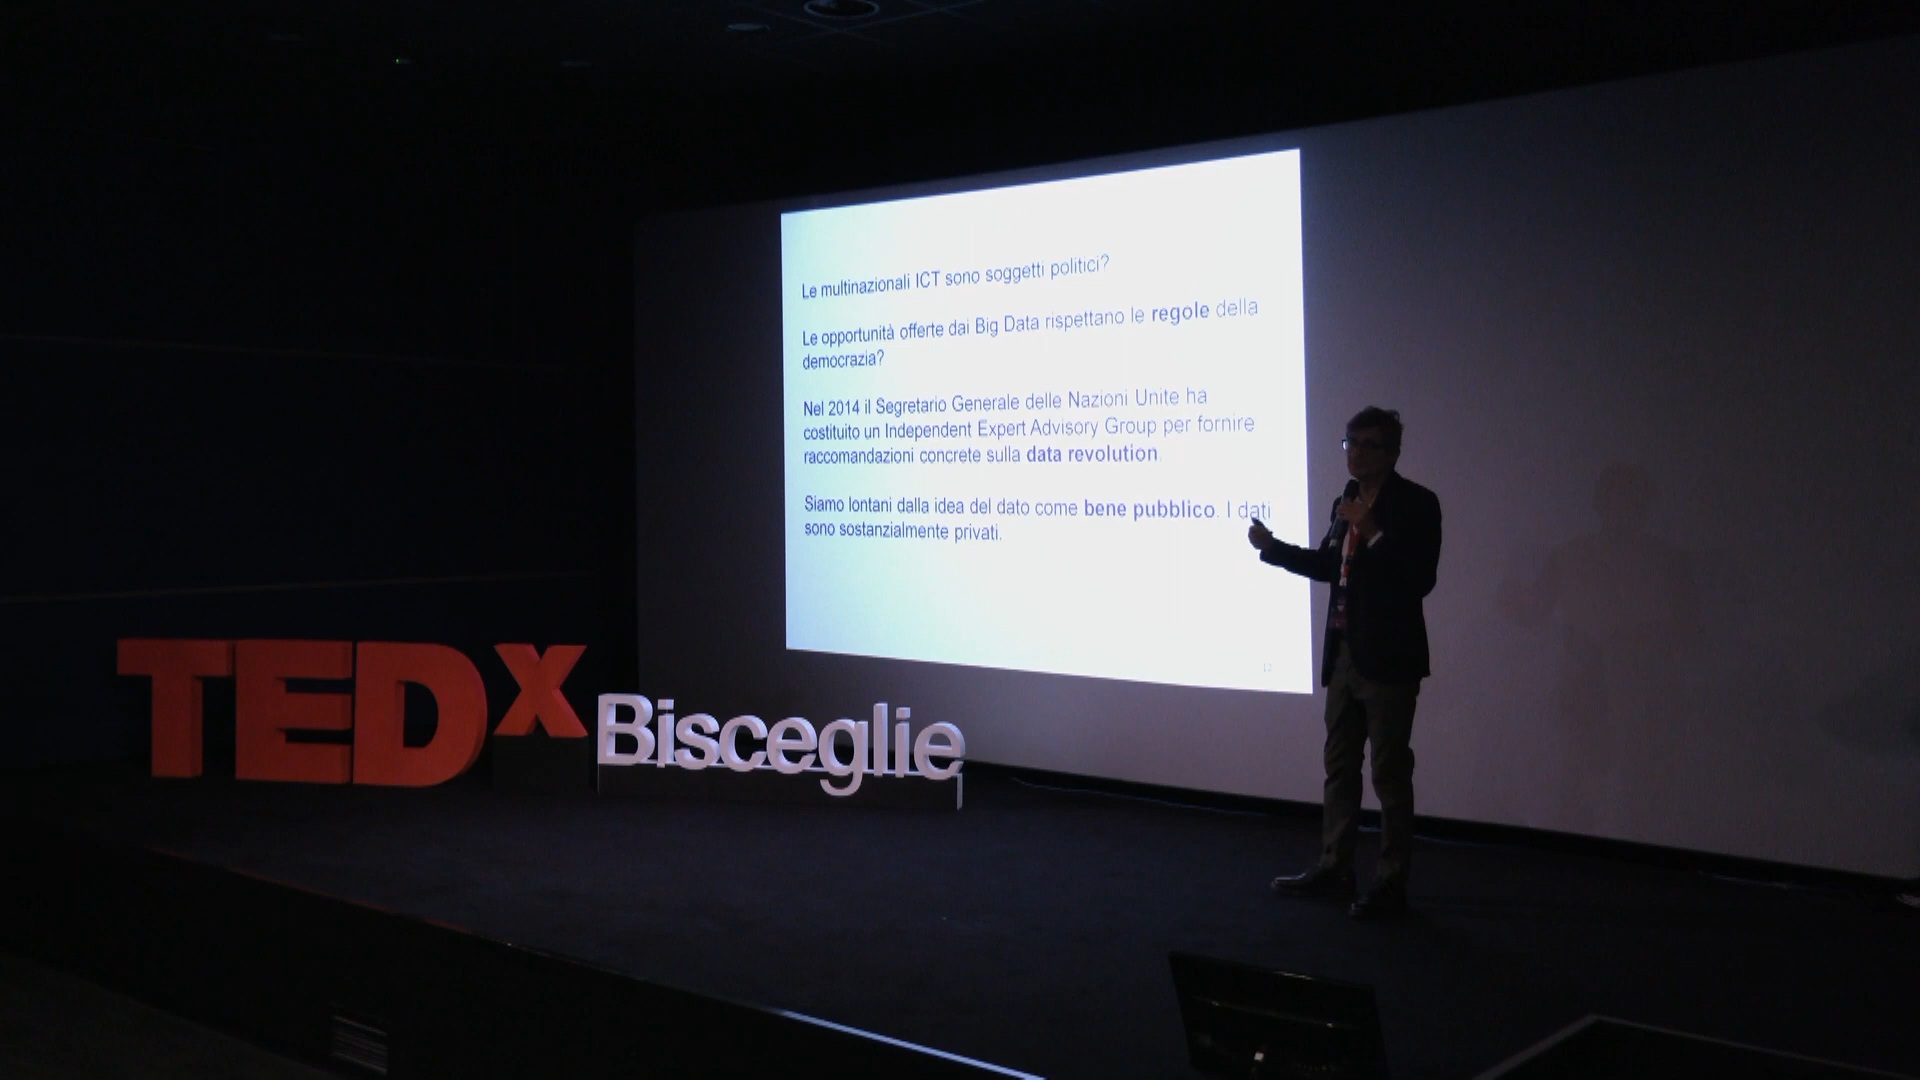 Le multinazionali ICT sono soggetti politici?
Le opportunità offerte dai Big Data rispettano le regole della
democrazia?
Nel 2014 il Segretario Generale delle Nazioni Unite ha
costituito un Independent Expert Advisory Group per fornire
raccomandazioni concrete sulla data revolution.
Siamo lontani dalla idea del dato come bene pubblico. I dati
sono sostanzialmente privati.
TEDx
Bisceglie